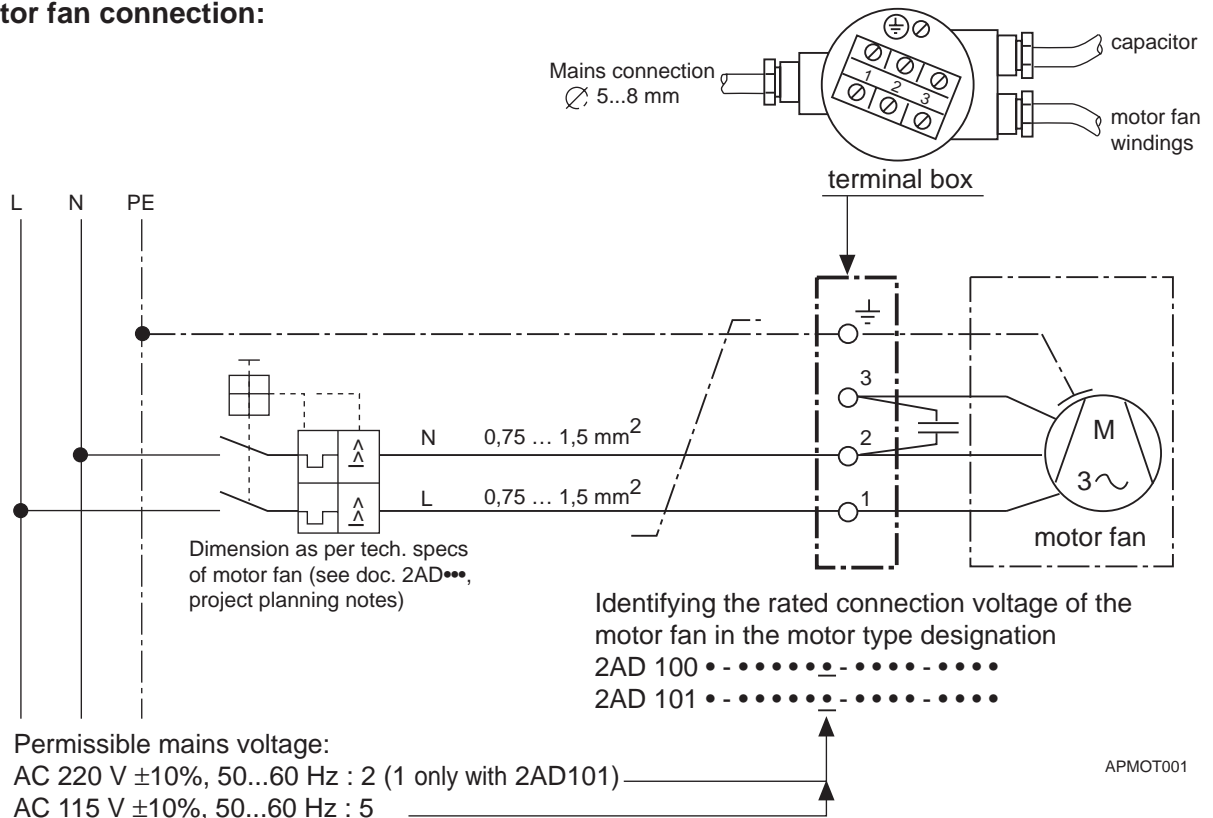 tor fan connection:
capacitor
Mains connection
∅ 5...8 mm
1 2 3
motor fan
windings
terminal box
L N PE
3
N 0,75 … 1,5 mm2
2
M
3∿
L 0,75 … 1,5 mm2
1
motor fan
Dimension as per tech. specs
of motor fan (see doc. 2AD•••,
project planning notes)
Identifying the rated connection voltage of the
motor fan in the motor type designation
2AD 100 • - • • • • • • - • • • • - • • • •
2AD 101 • - • • • • • • - • • • • - • • • •
Permissible mains voltage:
AC 220 V ±10%, 50...60 Hz : 2 (1 only with 2AD101)
AC 115 V ±10%, 50...60 Hz : 5
APMOT001